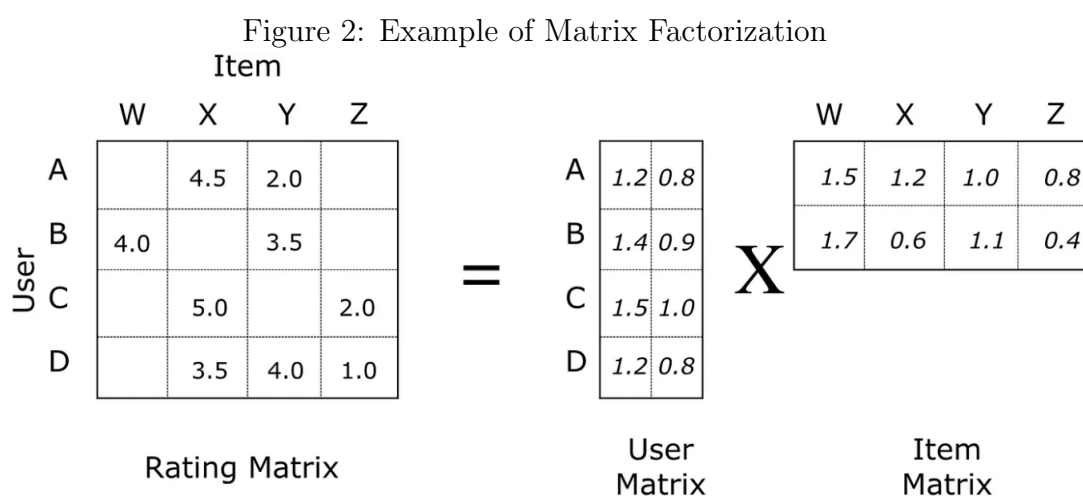 Figure 2: Example of Matrix Factorization
Item
W X Y Z
User
A 4.5 2.0
B 4.0 3.5
C 5.0 2.0
D 3.5 4.0 1.0
Rating Matrix
=
A 1.2 0.8
B 1.4 0.9
C 1.5 1.0
D 1.2 0.8
User
Matrix
X
W X Y Z
1.5 1.2 1.0 0.8
1.7 0.6 1.1 0.4
Item
Matrix